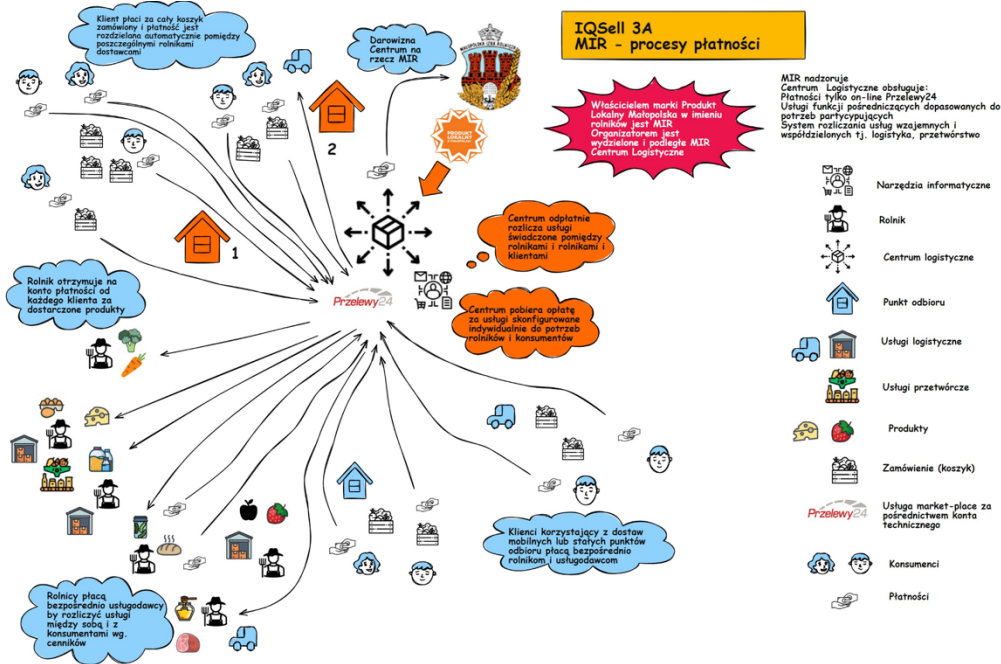 Klient płaci za cały koszyk
zamówiony i płatność jest
rozdzielana automatycznie pomiędzy
poszczególnymi rolnikami
dostawcami
Darowizna
Centrum na
rzecz MIR
MAŁOPOLSKA IZBA ROLNICZA
IQSell 3A
MIR - procesy płatności
Właścicielem marki Produkt
Lokalny Małopolska w imieniu
rolników jest MIR
Organizatorem jest
wydzielone i podległe MIR
Centrum Logistyczne
MIR nadzoruje
Centrum Logistyczne obsługuje:
Płatności tylko on-line Przelewy24
Usługi funkcji pośredniczących dopasowanych do
potrzeb partycypujących
System rozliczania usług wzajemnych i
współdzielonych tj. logistyka, przetwórstwo
PRODUKT
LOKALNY
2
1
Centrum odpłatnie
rozlicza usługi
świadczone pomiędzy
rolnikami i rolnikami i
klientami
Rolnik otrzymuje na
konto płatności od
każdego klienta za
dostarczone produkty
Przelewy24
Centrum pobiera opłatę
za usługi skonfigurowane
indywidualnie do potrzeb
rolników i konsumentów
Klienci korzystający z dostaw
mobilnych lub stałych punktów
odbioru płacą bezpośrednio
rolnikom i usługodawcom
Rolnicy płacą
bezpośrednio usługodawcy
by rozliczyć usługi
między sobą i z
konsumentami wg.
cenników
Narzędzia informatyczne
Rolnik
Centrum logistyczne
Punkt odbioru
Usługi logistyczne
Usługi przetwórcze
Produkty
Zamówienie (koszyk)
Przelewy24
Usługa market-place za
pośrednictwem konta
technicznego
Konsumenci
Płatności